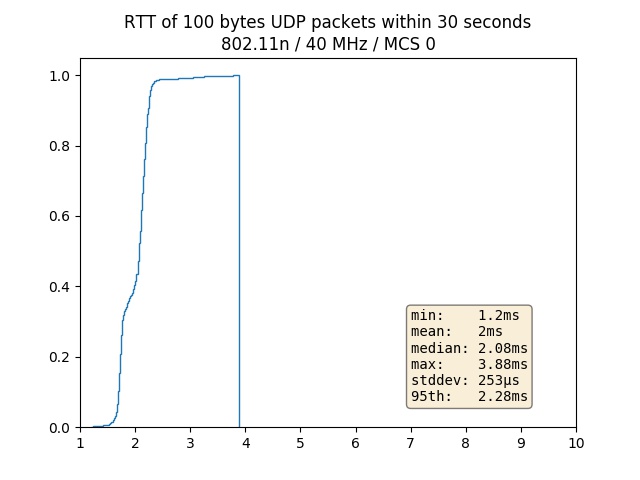 RTT of 100 bytes UDP packets within 30 seconds
802.11n / 40 MHz / MCS 0
1.0
0.8
0.6
0.4
0.2
0.0
min: 1.2ms
mean: 2ms
median: 2.08ms
max: 3.88ms
stddev: 253µs
95th: 2.28ms
1 2 3 4 5 6 7 8 9 10